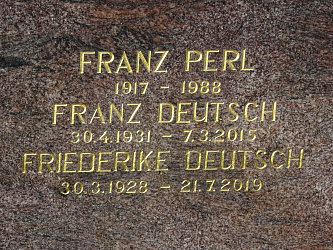 FRANZ PERL
1917 - 1988
FRANZ DEUTSCH
30.4.1931 - 7.3.2015
FRIEDERIKE DEUTSCH
30.3.1928 - 21.7.2019